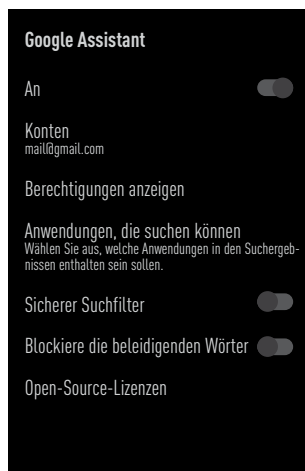 Google Assistant
An
Konten
mail@gmail.com
Berechtigungen anzeigen
Anwendungen, die suchen können
Wählen Sie aus, welche Anwendungen in den Suchergeb-
nissen enthalten sein sollen.
Sicherer Suchfilter
Blockiere die beleidigenden Wörter
Open-Source-Lizenzen